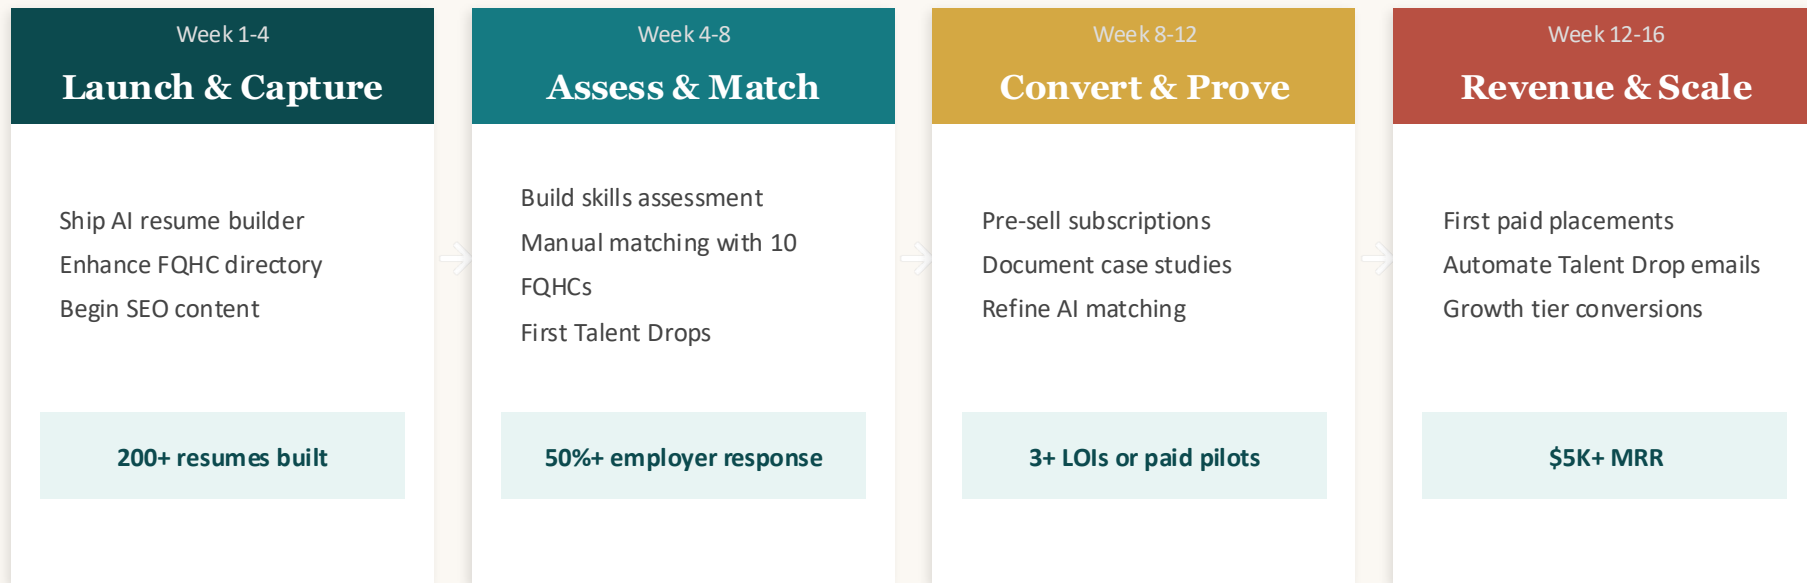 Week 1-4
Launch & Capture
Ship AI resume builder
Enhance FQHC directory
Begin SEO content
200+ resumes built
Week 4-8
Assess & Match
Build skills assessment
Manual matching with 10
FQHCs
First Talent Drops
50%+ employer response
Week 8-12
Convert & Prove
Pre-sell subscriptions
Document case studies
Refine AI matching
3+ LOIs or paid pilots
Week 12-16
Revenue & Scale
First paid placements
Automate Talent Drop emails
Growth tier conversions
$5K+ MRR